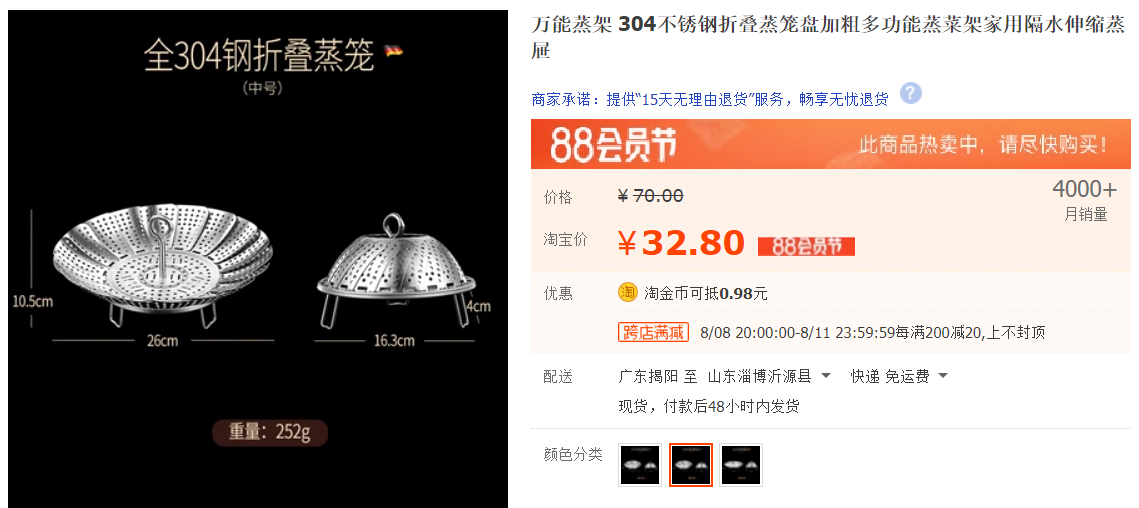 全304钢折叠蒸笼
(中号)
10.5cm
26cm
16.3cm
4cm
重量：252g
万能蒸架 304不锈钢折叠蒸笼盘加粗多功能蒸菜架家用隔水伸缩蒸
屉
商家承诺：提供“15天无理由退货”服务，畅享无忧退货 ?
88会员节
此商品热卖中，请尽快购买！
价格 ¥ 70.00
4000+
月销量
淘宝价 ¥ 32.80 88会员节
优惠 淘 淘金币可抵0.98元
跨店满减 8/08 20:00:00-8/11 23:59:59每满200减20,上不封顶
配送 广东揭阳 至 山东淄博沂源县 快递 免运费
现货，付款后48小时内发货
颜色分类